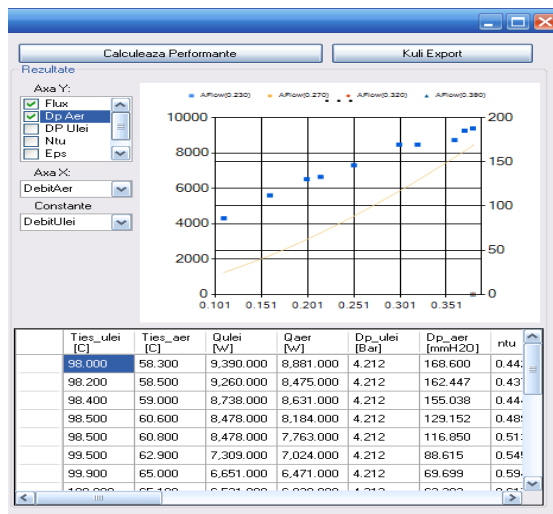 Calculeaza Performante
Kuli Export
Rezultate
Axa Y:
Flux
Dp Aer
DP Ulei
Ntu
Eps
Axa X:
DebitAer
Constante
DebitUlei
AFlow(0.230) AFlow(0.270) AFlow(0.320) AFlow(0.380)
...
10000
8000
6000
4000
2000
0
200
150
100
50
0
0.101 0.151 0.201 0.251 0.301 0.351
Ties_ulei [C] Ties_aer [C] Qulei [W] Qaer [W] Dp_ulei [Bar] Dp_aer [mmH2O] ntu
98.000 58.300 9,390.000 8,881.000 4.212 168.600
98.200 58.500 9,260.000 8,475.000 4.212 162.447
98.400 59.000 8,738.000 8,631.000 4.212 155.038
98.500 60.600 8,478.000 8,184.000 4.212 129.152
98.500 60.800 8,478.000 7,763.000 4.212 116.850
99.500 62.900 7,309.000 7,024.000 4.212 88.615
99.900 65.000 6,651.000 6,471.000 4.212 69.699